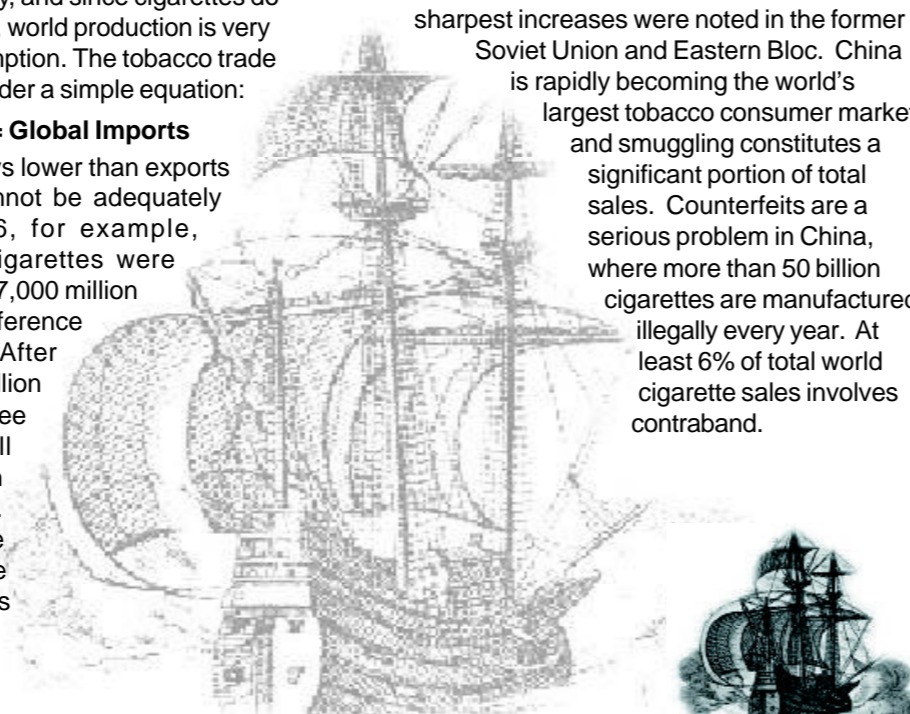 y, and since cigarettes do
, world production is very
mption. The tobacco trade
der a simple equation:
= Global Imports
ys lower than exports
nnot be adequately
6, for example,
igarettes were
7,000 million
ference
After
llion
ee
ll
n
.
e
e
s
sharpest increases were noted in the former
Soviet Union and Eastern Bloc. China
is rapidly becoming the world's
largest tobacco consumer market
and smuggling constitutes a
significant portion of total
sales. Counterfeits are a
serious problem in China,
where more than 50 billion
cigarettes are manufactured
illegally every year. At
least 6% of total world
cigarette sales involves
contraband.